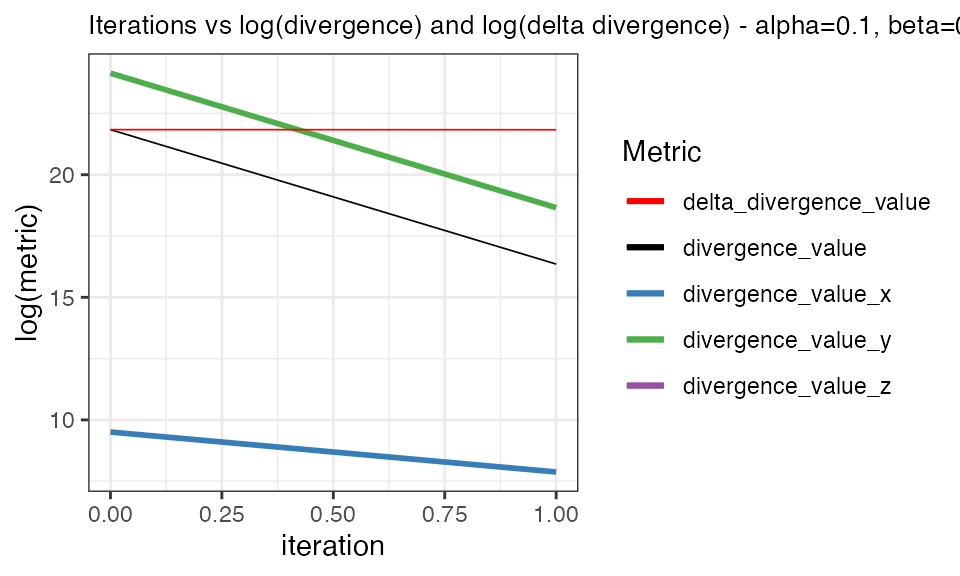 Iterations vs log(divergence) and log(delta divergence) - alpha=0.1, beta=
20
15
10
log(metric)
0.00 0.25 0.50 0.75 1.00
iteration
Metric
delta_divergence_value
divergence_value
divergence_value_x
divergence_value_y
divergence_value_z